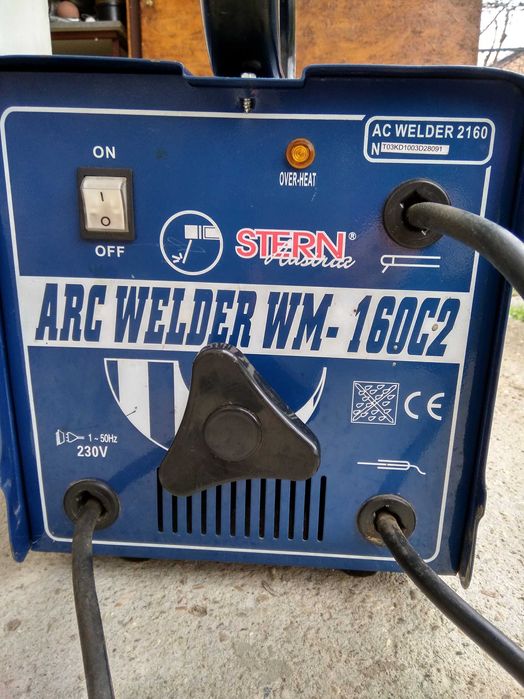 ON
I
O
OFF
OVER-HEAT
AC WELDER 2160
N T03KD1003D28091
STERN®
Austria
ARC WELDER WM-160C2
1~50Hz
230V
CE